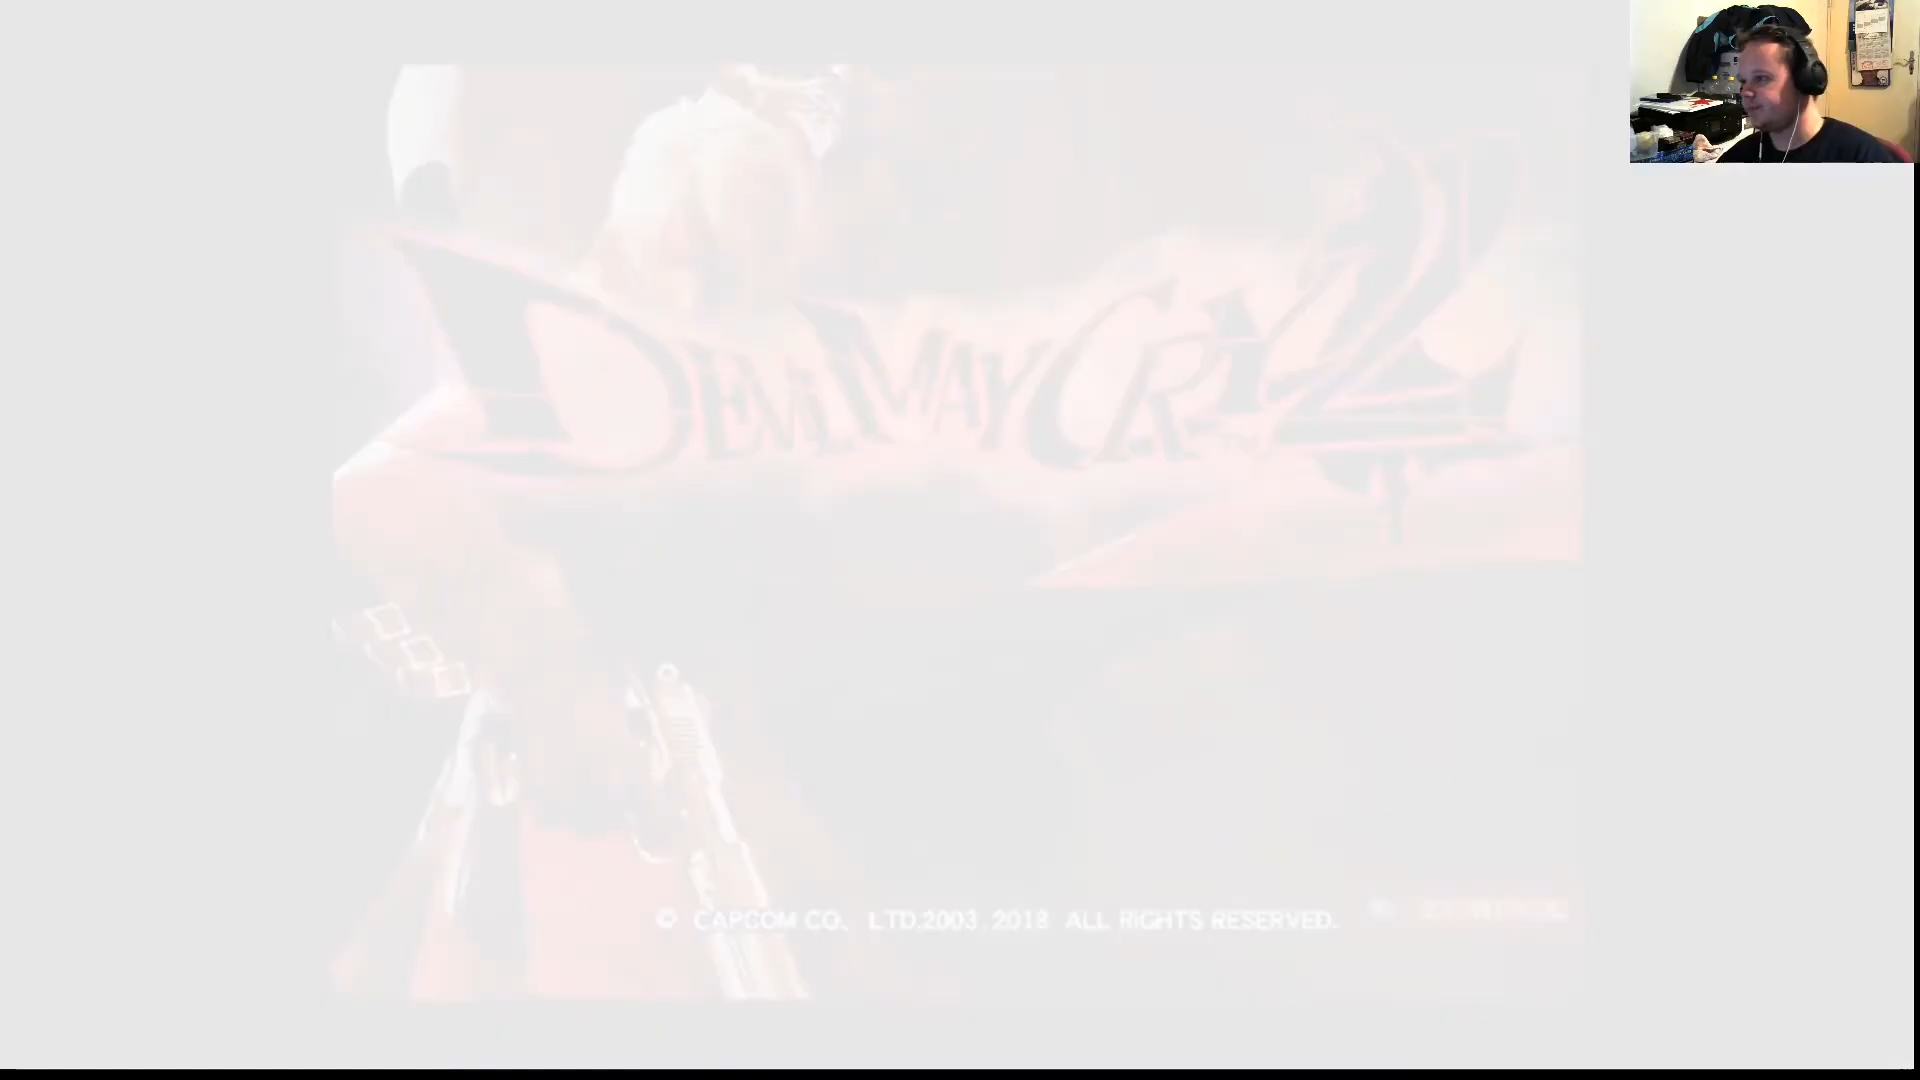 DEVIL MAY CRY 2
© CAPCOM CO., LTD.2003, 2018 ALL RIGHTS RESERVED.